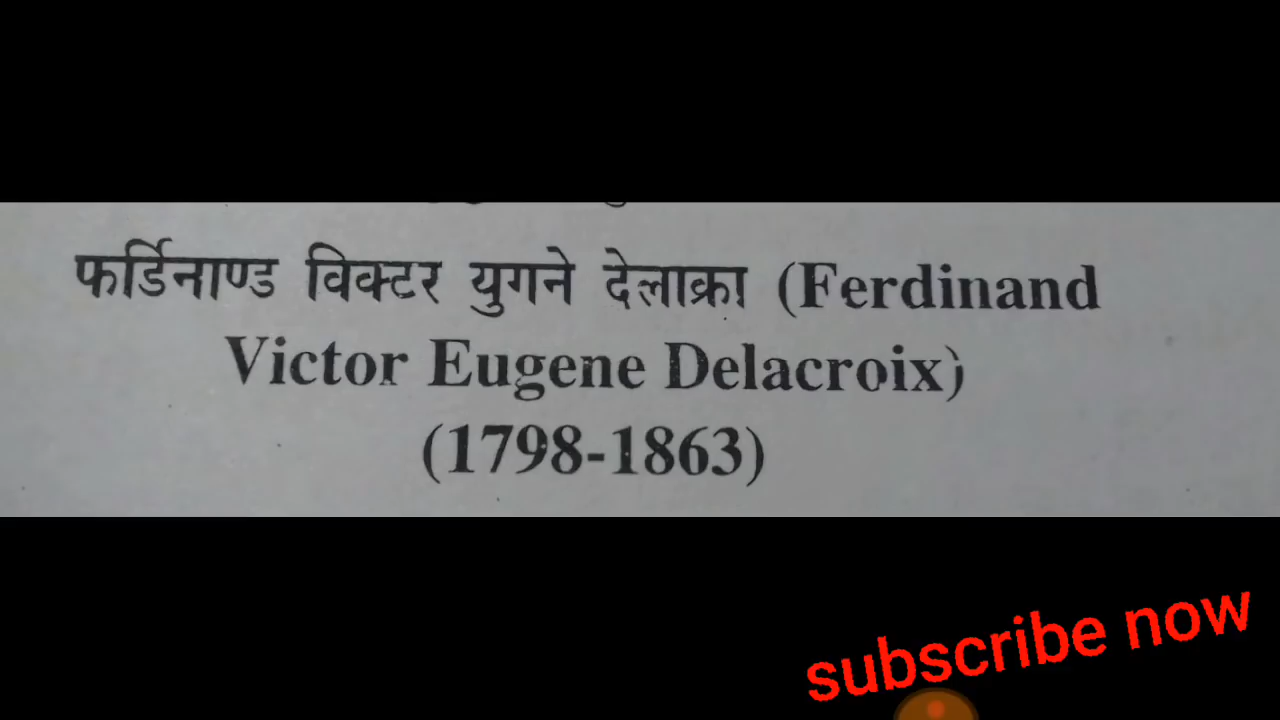 फर्डिनाण्ड विक्टर युगने देलाक्रा (Ferdinand
Victor Eugene Delacroix)
(1798-1863)
subscribe now